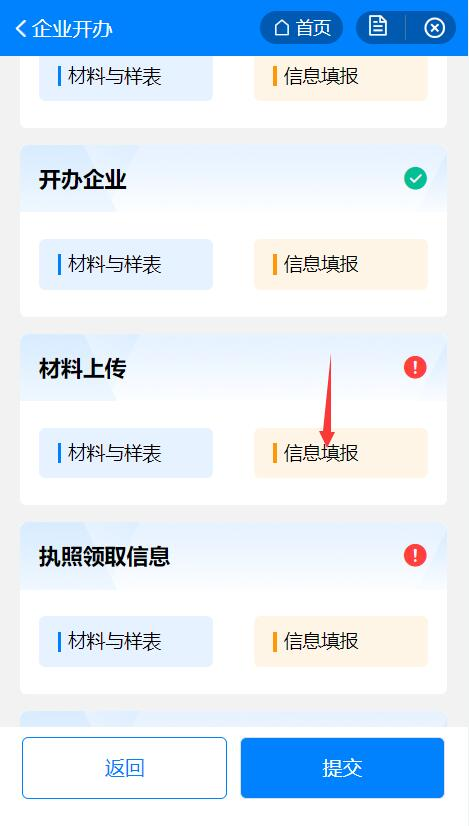 企业开办 首页
材料与样表 信息填报
开办企业
材料与样表 信息填报
材料上传
材料与样表 信息填报
执照领取信息
材料与样表 信息填报
返回 提交